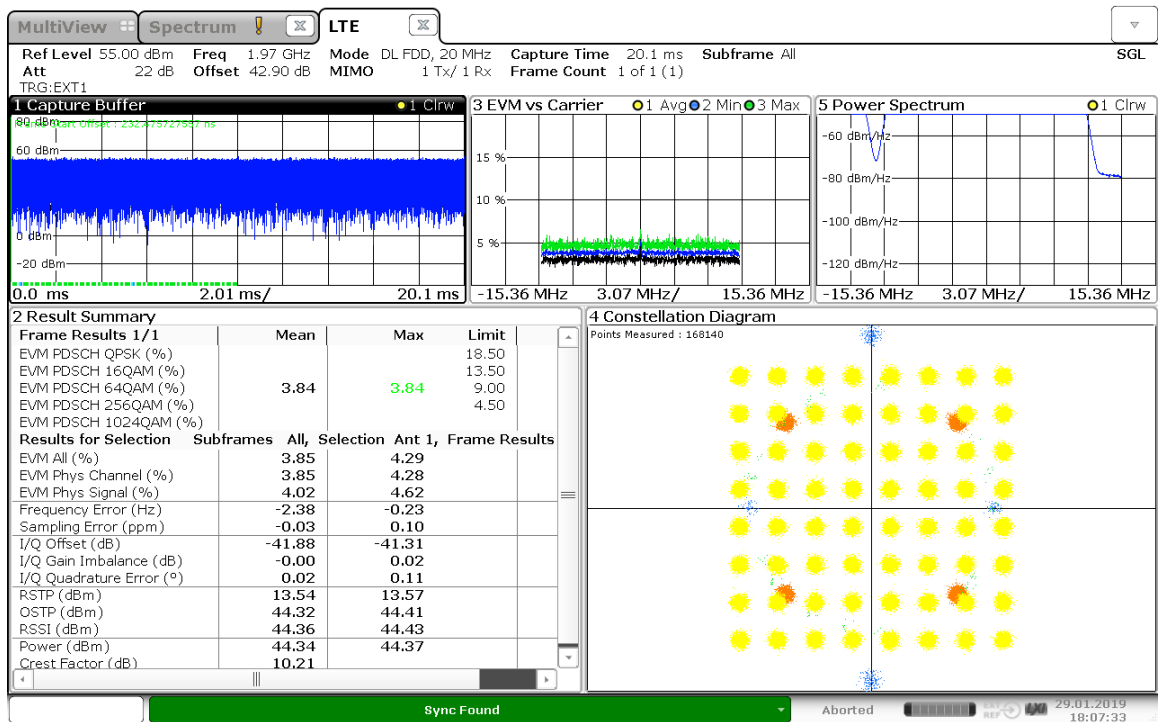 MultiView Spectrum LTE
Ref Level 55.00 dBm Freq 1.97 GHz Mode DL FDD, 20 MHz Capture Time 20.1 ms Subframe All SGL
Att 22 dB Offset 42.90 dB MIMO 1 Tx/ 1 Rx Frame Count 1 of 1 (1)
TRG:EXT1
1 Capture Buffer 1 Clrw
80 dBm
Frame Start Offset : 232.475727557 ns
60 dBm
0 dBm
-20 dBm
0.0 ms 2.01 ms/ 20.1 ms
3 EVM vs Carrier 1 Avg 2 Min 3 Max
15 %
10 %
5 %
-15.36 MHz 3.07 MHz/ 15.36 MHz
5 Power Spectrum 1 Clrw
-60 dBm/Hz
-80 dBm/Hz
-100 dBm/Hz
-120 dBm/Hz
-15.36 MHz 3.07 MHz/ 15.36 MHz
2 Result Summary
Frame Results 1/1 Mean Max Limit
EVM PDSCH QPSK (%) 18.50
EVM PDSCH 16QAM (%) 13.50
EVM PDSCH 64QAM (%) 3.84 3.84 9.00
EVM PDSCH 256QAM (%) 4.50
EVM PDSCH 1024QAM (%)
Results for Selection Subframes All, Selection Ant 1, Frame Results
EVM All (%) 3.85 4.29
EVM Phys Channel (%) 3.85 4.28
EVM Phys Signal (%) 4.02 4.62
Frequency Error (Hz) -2.38 -0.23
Sampling Error (ppm) -0.03 0.10
I/Q Offset (dB) -41.88 -41.31
I/Q Gain Imbalance (dB) -0.00 0.02
I/Q Quadrature Error (°) 0.02 0.11
RSTP (dBm) 13.54 13.57
OSTP (dBm) 44.32 44.41
RSSI (dBm) 44.36 44.43
Power (dBm) 44.34 44.37
Crest Factor (dB) 10.21
4 Constellation Diagram
Points Measured : 168140
Sync Found
Aborted
EXT
REF
LXI
29.01.2019
18:07:33